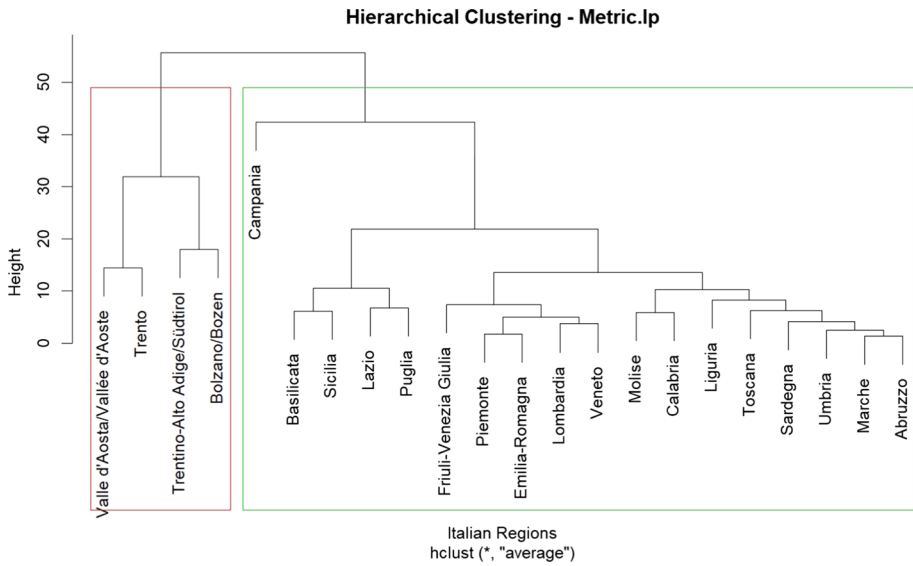 Hierarchical Clustering - Metric.lp
Height
50
40
30
20
10
0
Valle d'Aosta/Vallée d'Aoste
Trento
Trentino-Alto Adige/Südtirol
Bolzano/Bozen
Campania
Basilicata
Sicilia
Lazio
Puglia
Friuli-Venezia Giulia
Piemonte
Emilia-Romagna
Lombardia
Veneto
Molise
Calabria
Liguria
Toscana
Sardegna
Umbria
Marche
Abruzzo
Italian Regions
hclust (*, "average")